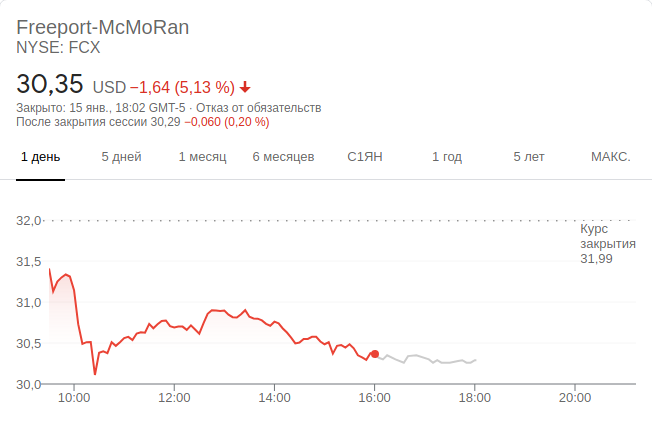 Freeport-McMoRan
NYSE: FCX
30,35 USD −1,64 (5,13 %)
Закрыто: 15 янв., 18:02 GMT-5 · Отказ от обязательств
После закрытия сессии 30,29 −0,060 (0,20 %)
1 день 5 дней 1 месяц 6 месяцев С1ЯН 1 год 5 лет МАКС.
32,0
Курс
закрытия
31,99
31,5
31,0
30,5
30,0
10:00 12:00 14:00 16:00 18:00 20:00